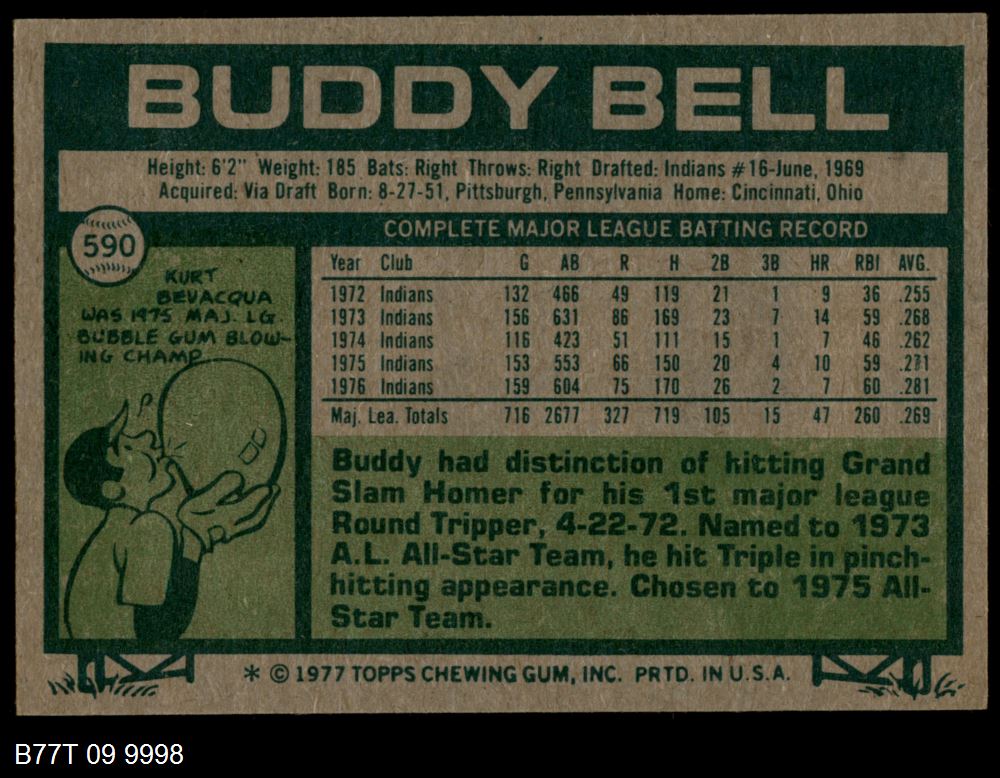 BUDDY BELL
Height: 6'2" Weight: 185 Bats: Right Throws: Right Drafted: Indians #16-June, 1969
Acquired: Via Draft Born: 8-27-51, Pittsburgh, Pennsylvania Home: Cincinnati, Ohio
590
KURT
BEVACQUA
WAS 1975 MAJ. LG.
BUBBLE GUM BLOW-
ING CHAMP
COMPLETE MAJOR LEAGUE BATTING RECORD
Year Club G AB R H 2B 3B HR RBI AVG.
1972 Indians 132 466 49 119 21 1 9 36 .255
1973 Indians 156 631 86 169 23 7 14 59 .268
1974 Indians 116 423 51 111 15 1 7 46 .262
1975 Indians 153 553 66 150 20 4 10 59 .271
1976 Indians 159 604 75 170 26 2 7 60 .281
Maj. Lea. Totals 716 2677 327 719 105 15 47 260 .269
Buddy had distinction of hitting Grand
Slam Homer for his 1st major league
Round Tripper, 4-22-72. Named to 1973
A.L. All-Star Team, he hit Triple in pinch-
hitting appearance. Chosen to 1975 All-
Star Team.
* © 1977 TOPPS CHEWING GUM, INC. PRTD. IN U.S.A.
B77T 09 9998